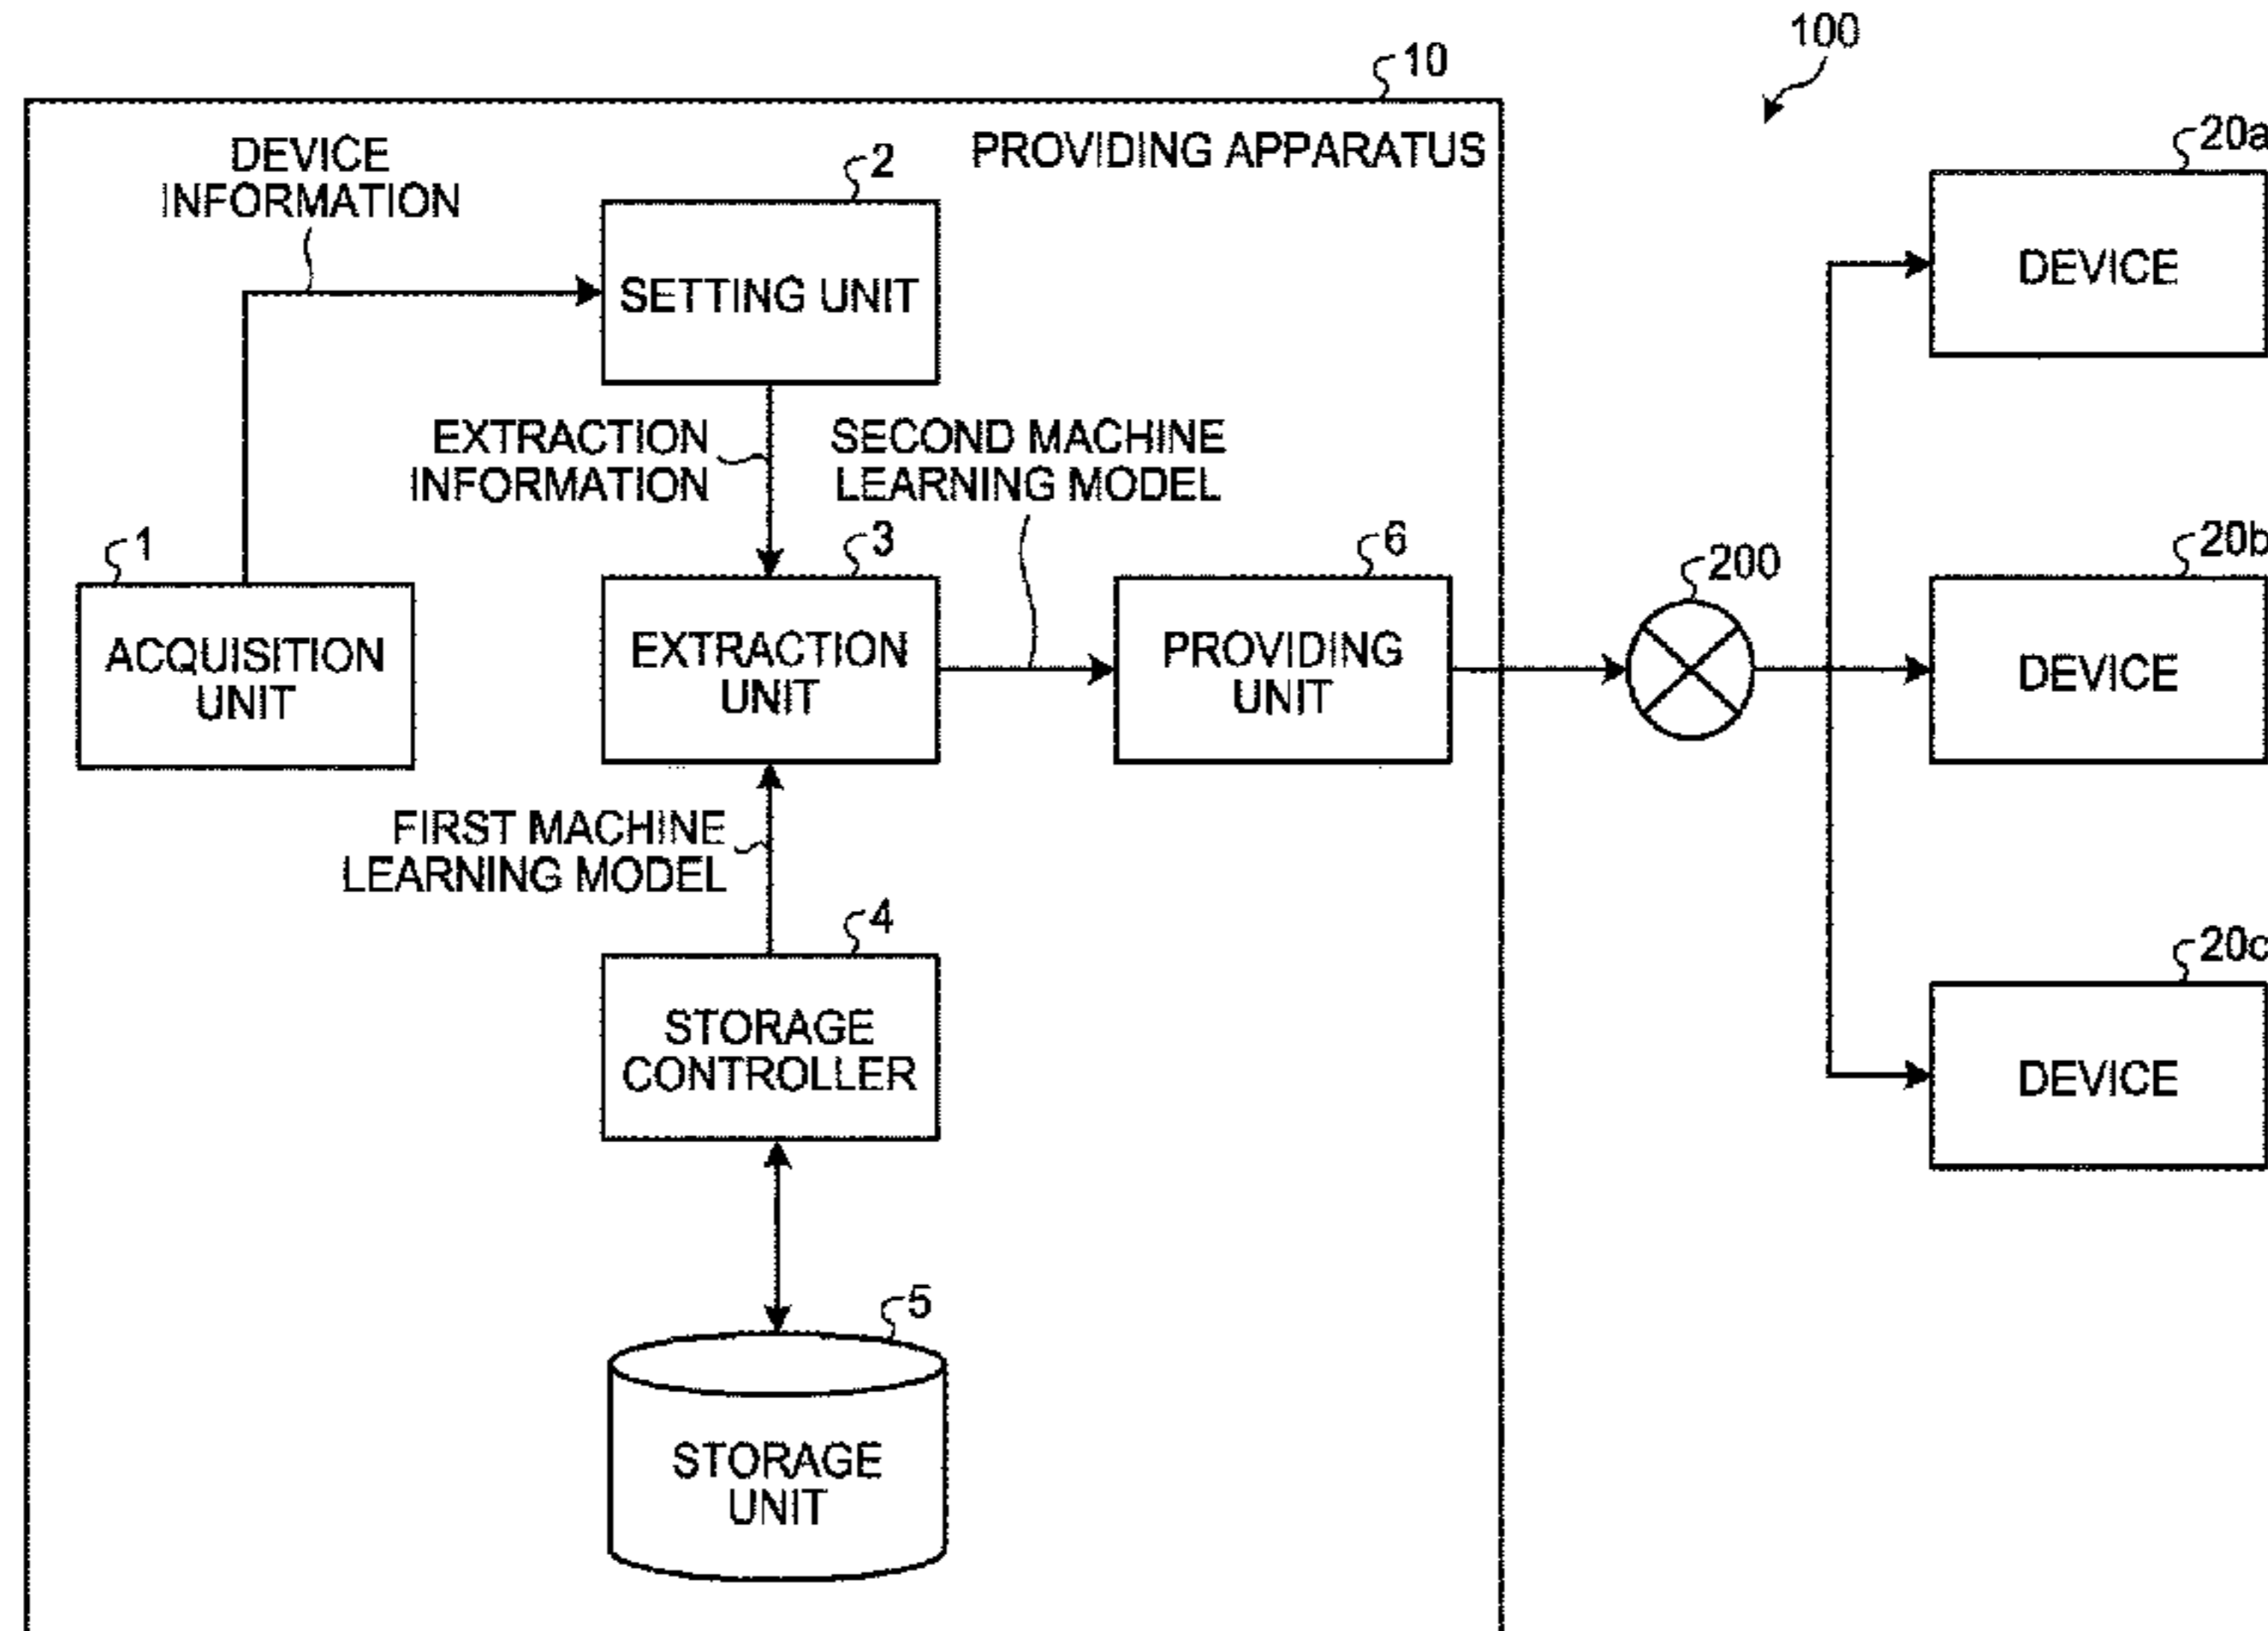 100
10
PROVIDING APPARATUS
DEVICE
INFORMATION
2
SETTING UNIT
20a
DEVICE
EXTRACTION
INFORMATION
SECOND MACHINE
LEARNING MODEL
1
ACQUISITION
UNIT
3
EXTRACTION
UNIT
6
PROVIDING
UNIT
200
20b
DEVICE
FIRST MACHINE
LEARNING MODEL
4
STORAGE
CONTROLLER
20c
DEVICE
5
STORAGE
UNIT